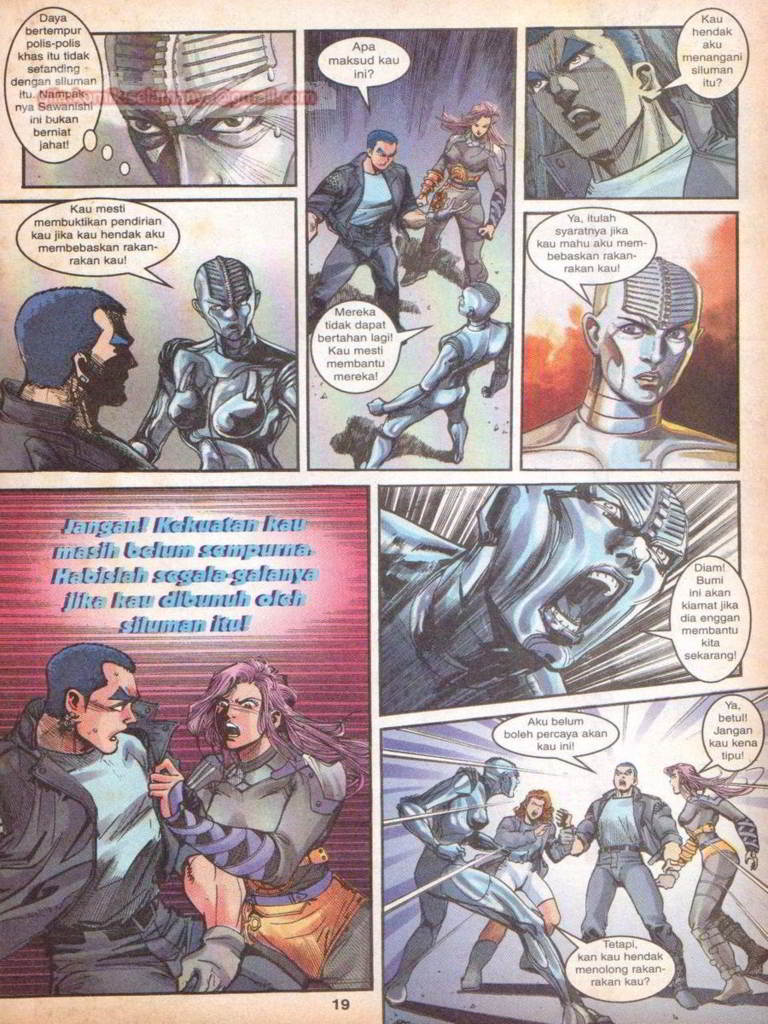 Daya
bertempur
polis-polis
khas itu tidak
setanding
dengan siluman
itu. Nampak-
nya Sawanishi
ini bukan
berniat
jahat!
Apa
maksud kau
ini?
Kau
hendak
aku
menangani
siluman
itu?
Kau mesti
membuktikan pendirian
kau jika kau hendak aku
membebaskan rakan-
rakan kau!
Mereka
tidak dapat
bertahan lagi!
Kau mesti
membantu
mereka!
Ya, itulah
syaratnya jika
kau mahu aku mem-
bebaskan rakan-
rakan kau!
Jangan! Kekuatan kau
masih belum sempurna.
Habislah segala-galanya
jika kau dibunuh oleh
siluman itu!
Diam!
Bumi
ini akan
kiamat jika
dia enggan
membantu
kita
sekarang!
Aku belum
boleh percaya akan
kau ini!
Ya,
betul!
Jangan
kau kena
tipu!
Tetapi,
kan kau hendak
menolong rakan-
rakan kau?
19